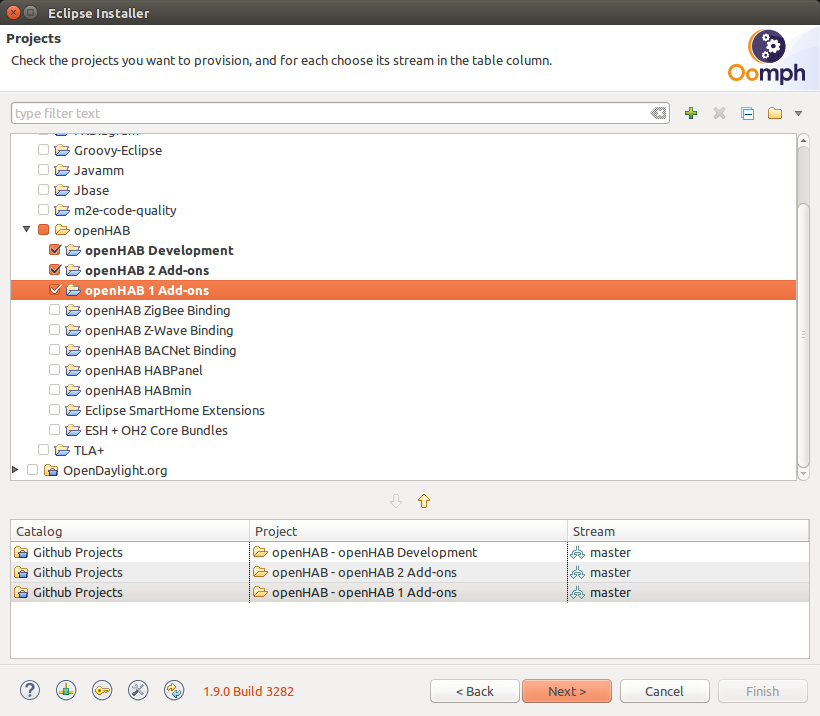 Eclipse Installer
Projects
Check the projects you want to provision, and for each choose its stream in the table column.
Oomph
type filter text
Groovy-Eclipse
Javamm
Jbase
m2e-code-quality
openHAB
openHAB Development
openHAB 2 Add-ons
openHAB 1 Add-ons
openHAB ZigBee Binding
openHAB Z-Wave Binding
openHAB BACNet Binding
openHAB HABPanel
openHAB HABmin
Eclipse SmartHome Extensions
ESH + OH2 Core Bundles
TLA+
OpenDaylight.org
Catalog Project Stream
Github Projects openHAB - openHAB Development master
Github Projects openHAB - openHAB 2 Add-ons master
Github Projects openHAB - openHAB 1 Add-ons master
? 1.9.0 Build 3282 < Back Next > Cancel Finish